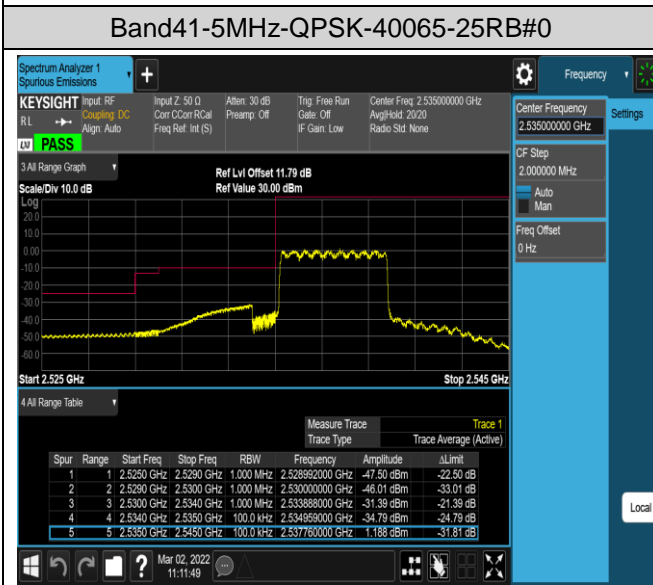 Band41-5MHz-QPSK-40065-25RB#0
Spectrum Analyzer 1
Spurious Emissions
+
Frequency
KEYSIGHT
Input: RF
Input Z: 50 Ω
Atten: 30 dB
Trig: Free Run
Center Freq: 2.535000000 GHz
RL
Coupling: DC
Corr CCorr RCal
Preamp: Off
Gate: Off
Avg|Hold: 20/20
Align: Auto
Freq Ref: Int (S)
IF Gain: Low
Radio Std: None
LXI PASS
Center Frequency
2.535000000 GHz
Settings
CF Step
2.000000 MHz
Auto
Man
Freq Offset
0 Hz
3 All Range Graph
Ref Lvl Offset 11.79 dB
Scale/Div 10.0 dB
Ref Value 30.00 dBm
Log
20.0
10.0
0.00
-10.0
-20.0
-30.0
-40.0
-50.0
-60.0
Start 2.525 GHz
Stop 2.545 GHz
4 All Range Table
Measure Trace Trace 1
Trace Type Trace Average (Active)
Spur Range Start Freq Stop Freq RBW Frequency Amplitude ΔLimit
1 1 2.5250 GHz 2.5290 GHz 1.000 MHz 2.528992000 GHz -47.50 dBm -22.50 dB
2 2 2.5290 GHz 2.5300 GHz 1.000 MHz 2.530000000 GHz -46.01 dBm -33.01 dB
3 3 2.5300 GHz 2.5340 GHz 1.000 MHz 2.533888000 GHz -31.39 dBm -21.39 dB
4 4 2.5340 GHz 2.5350 GHz 100.0 kHz 2.534959000 GHz -34.79 dBm -24.79 dB
5 5 2.5350 GHz 2.5450 GHz 100.0 kHz 2.537760000 GHz 1.188 dBm -31.81 dB
Local
?
Mar 02, 2022
11:11:49